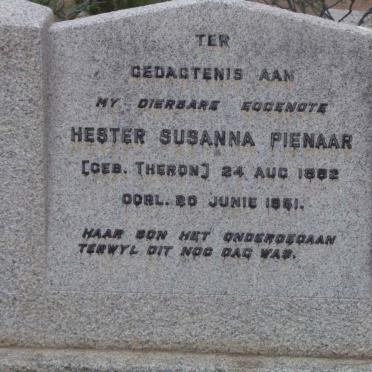 TER
GEDAGTENIS AAN
MY DIERBARE EGGENOTE
HESTER SUSANNA PIENAAR
[GEB. THERON] 24 AUG 1882
OORL. 20 JUNIE 1951.
HAAR SON HET ONDERGEGAAN
TERWYL DIT NOG DAG WAS.